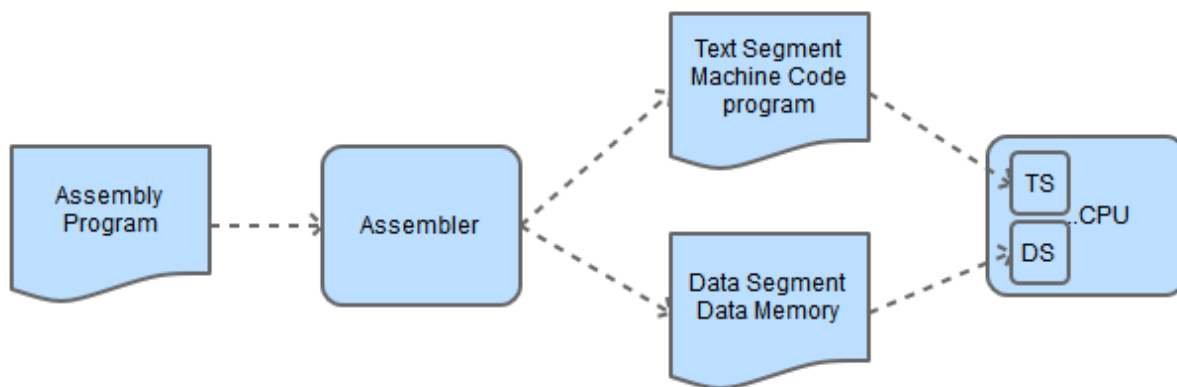 Assembly
Program
Assembler
Text Segment
Machine Code
program
Data Segment
Data Memory
TS
..CPU
DS